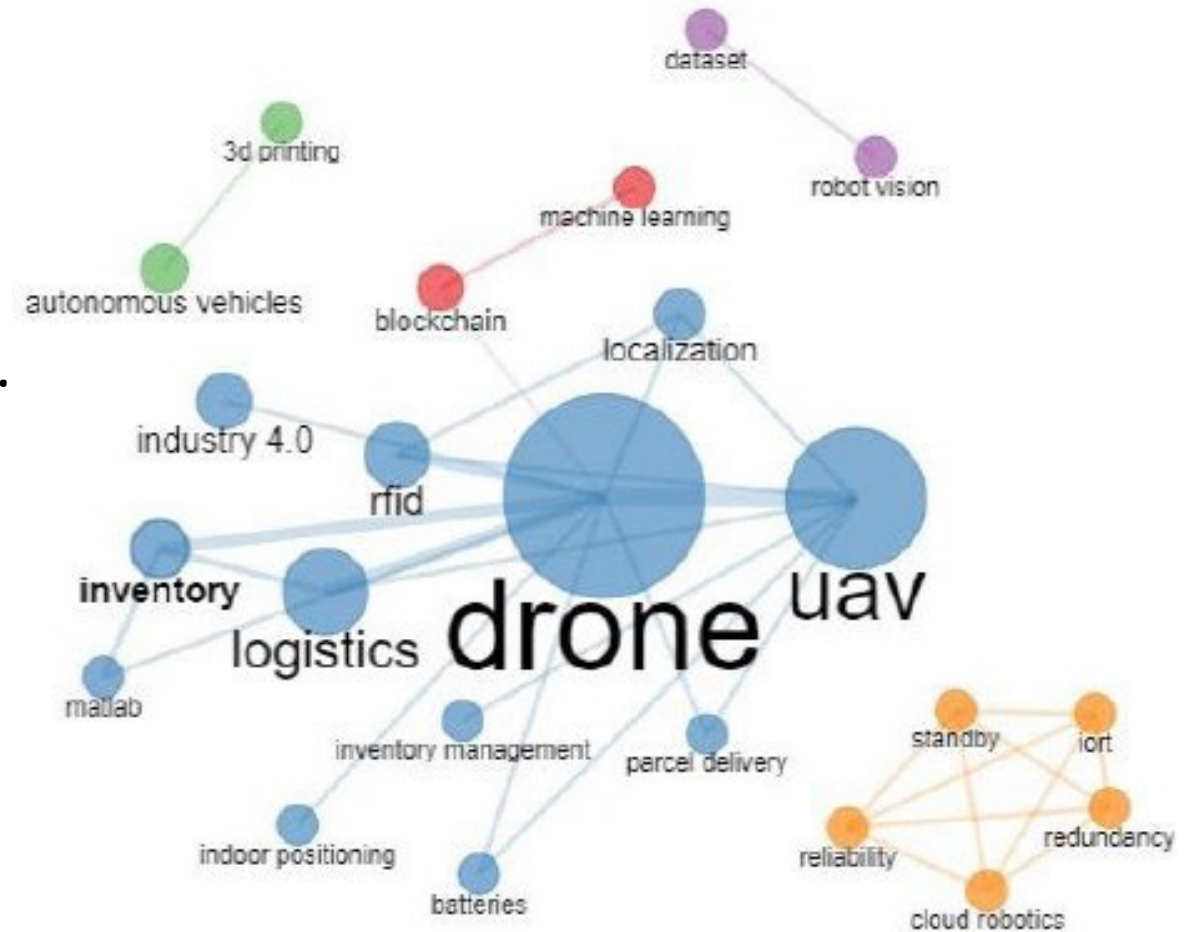 dataset
3d printing
robot vision
machine learning
autonomous vehicles
blockchain
localization
industry 4.0
rfid
inventory
uav
drone
logistics
matlab
inventory management
parcel delivery
standby
iort
indoor positioning
reliability
redundancy
batteries
cloud robotics